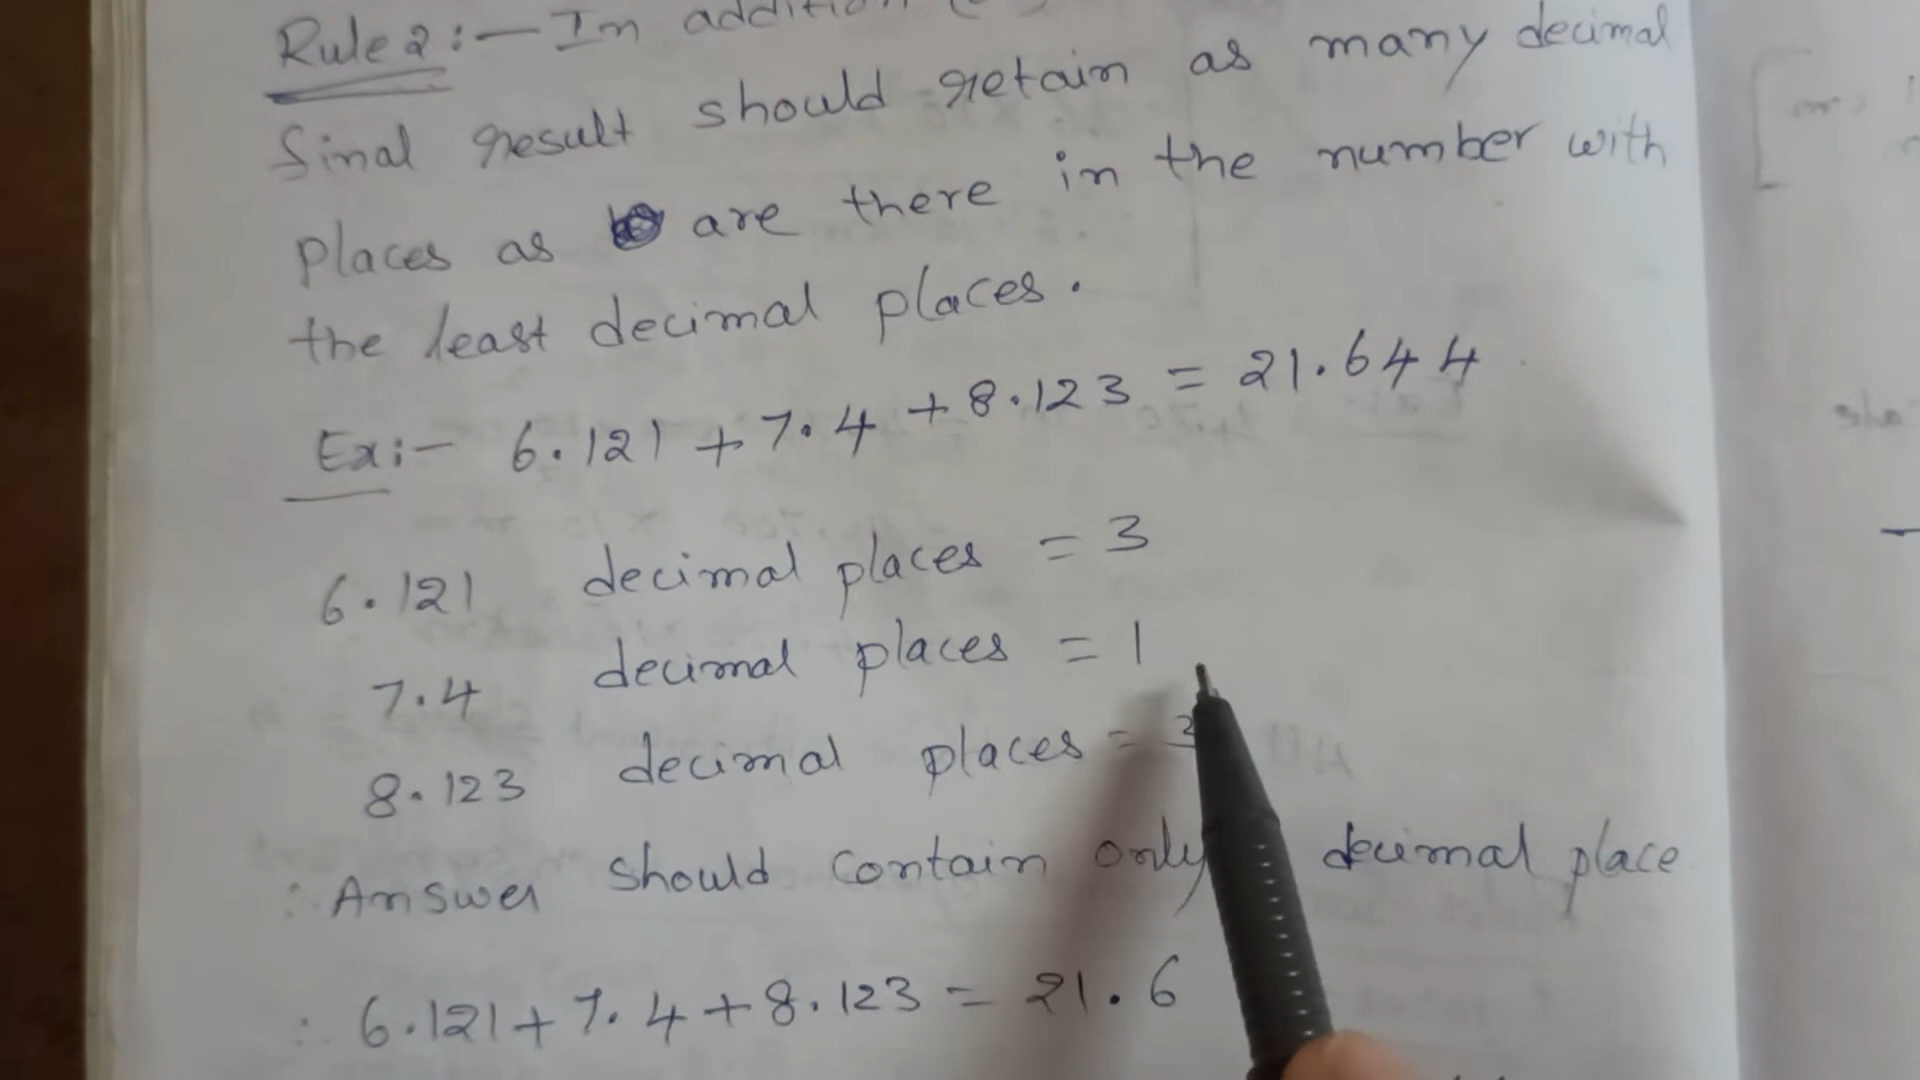 Rule 2:- In addition
final result should retain as many decimal
places as are there in the number with
the least decimal places.
Ex:- 6.121 + 7.4 + 8.123 = 21.644
6.121 decimal places = 3
7.4 decimal places = 1
8.123 decimal places = 3
∴ Answer should contain only decimal place
∴ 6.121 + 7.4 + 8.123 = 21.6